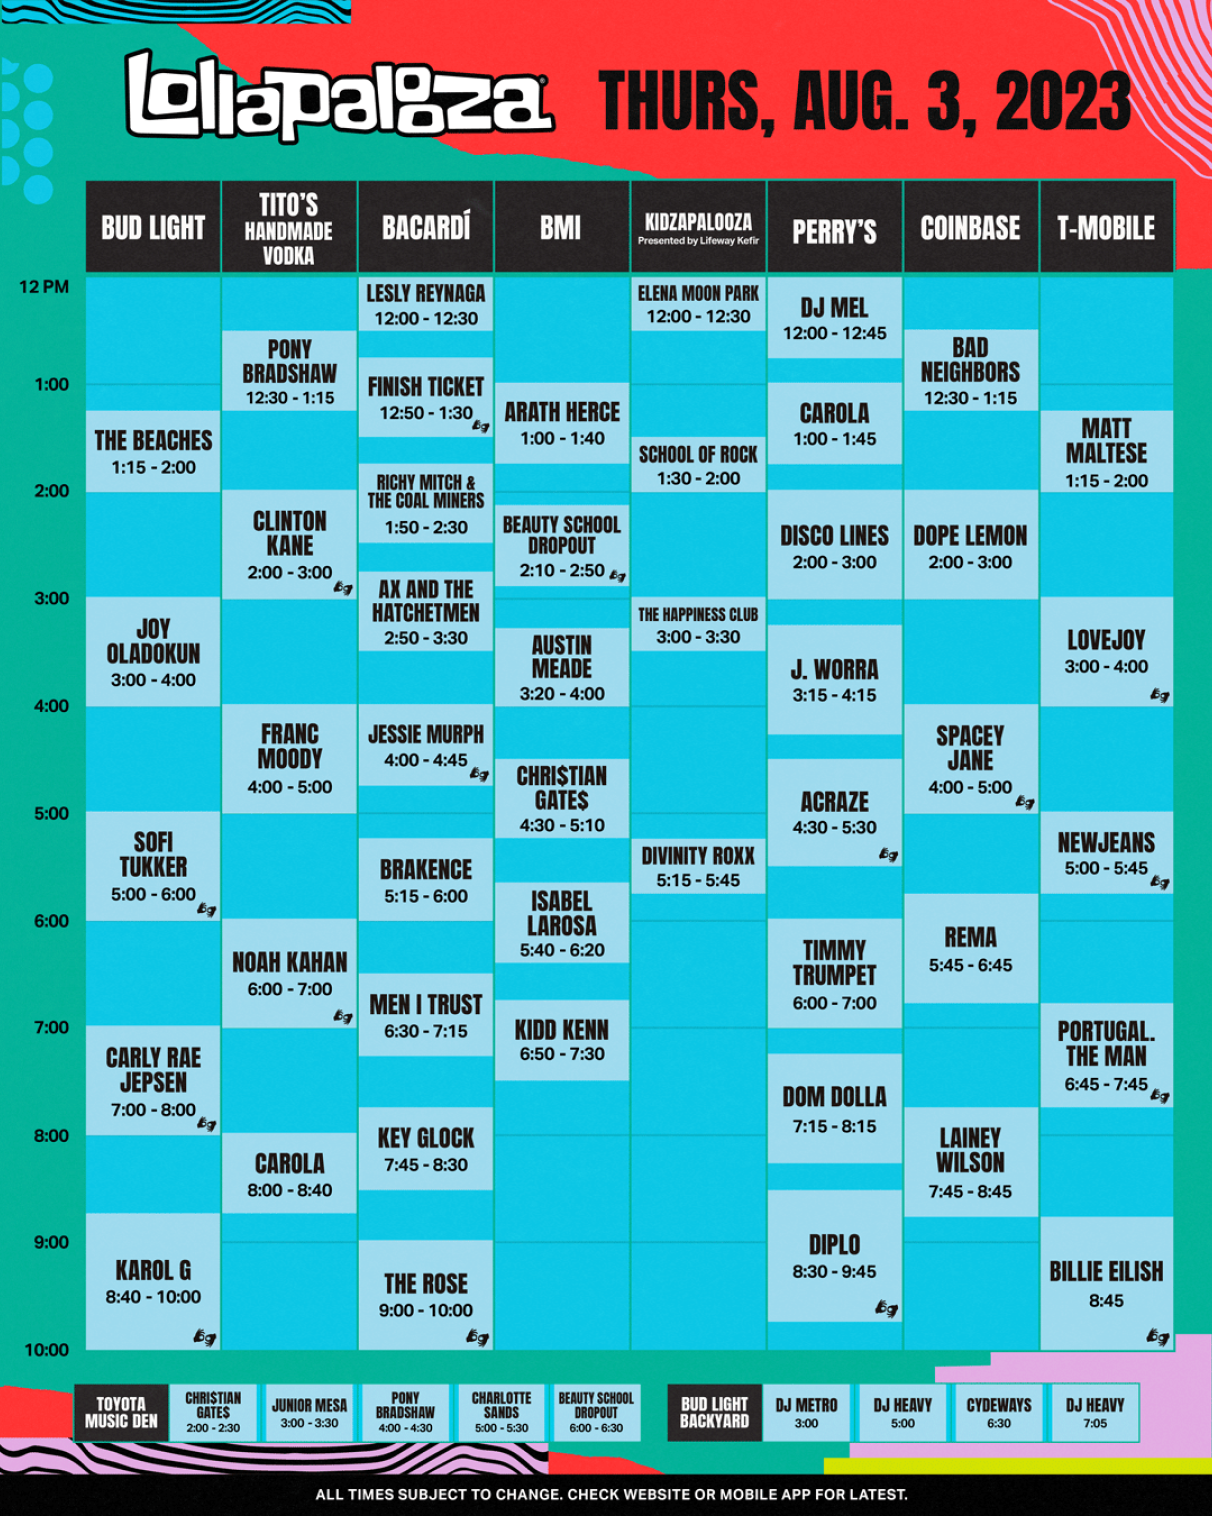 Lollapalooza
THURS, AUG. 3, 2023
BUD LIGHT
TITO'S
HANDMADE
VODKA
BACARDÍ
BMI
KIDZAPALOOZA
Presented by Lifeway Kefir
PERRY'S
COINBASE
T-MOBILE
12 PM
1:00
2:00
3:00
4:00
5:00
6:00
7:00
8:00
9:00
10:00
THE BEACHES
1:15 - 2:00
JOY
OLADOKUN
3:00 - 4:00
SOFI
TUKKER
5:00 - 6:00
CARLY RAE
JEPSEN
7:00 - 8:00
KAROL G
8:40 - 10:00
PONY
BRADSHAW
12:30 - 1:15
CLINTON
KANE
2:00 - 3:00
FRANC
MOODY
4:00 - 5:00
NOAH KAHAN
6:00 - 7:00
CAROLA
8:00 - 8:40
LESLY REYNAGA
12:00 - 12:30
FINISH TICKET
12:50 - 1:30
RICHY MITCH &
THE COAL MINERS
1:50 - 2:30
AX AND THE
HATCHETMEN
2:50 - 3:30
JESSIE MURPH
4:00 - 4:45
BRAKENCE
5:15 - 6:00
MEN I TRUST
6:30 - 7:15
KEY GLOCK
7:45 - 8:30
THE ROSE
9:00 - 10:00
ARATH HERCE
1:00 - 1:40
BEAUTY SCHOOL
DROPOUT
2:10 - 2:50
AUSTIN
MEADE
3:20 - 4:00
CHRI$TIAN
GATE$
4:30 - 5:10
ISABEL
LAROSA
5:40 - 6:20
KIDD KENN
6:50 - 7:30
ELENA MOON PARK
12:00 - 12:30
SCHOOL OF ROCK
1:30 - 2:00
THE HAPPINESS CLUB
3:00 - 3:30
DIVINITY ROXX
5:15 - 5:45
DJ MEL
12:00 - 12:45
CAROLA
1:00 - 1:45
DISCO LINES
2:00 - 3:00
J. WORRA
3:15 - 4:15
ACRAZE
4:30 - 5:30
TIMMY
TRUMPET
6:00 - 7:00
DOM DOLLA
7:15 - 8:15
DIPLO
8:30 - 9:45
BAD
NEIGHBORS
12:30 - 1:15
DOPE LEMON
2:00 - 3:00
SPACEY
JANE
4:00 - 5:00
REMA
5:45 - 6:45
LAINEY
WILSON
7:45 - 8:45
MATT
MALTESE
1:15 - 2:00
LOVEJOY
3:00 - 4:00
NEWJEANS
5:00 - 5:45
PORTUGAL.
THE MAN
6:45 - 7:45
BILLIE EILISH
8:45
TOYOTA
MUSIC DEN
CHRI$TIAN
GATE$
2:00 - 2:30
JUNIOR MESA
3:00 - 3:30
PONY
BRADSHAW
4:00 - 4:30
CHARLOTTE
SANDS
5:00 - 5:30
BEAUTY SCHOOL
DROPOUT
6:00 - 6:30
BUD LIGHT
BACKYARD
DJ METRO
3:00
DJ HEAVY
5:00
CYDEWAYS
6:30
DJ HEAVY
7:05
ALL TIMES SUBJECT TO CHANGE. CHECK WEBSITE OR MOBILE APP FOR LATEST.